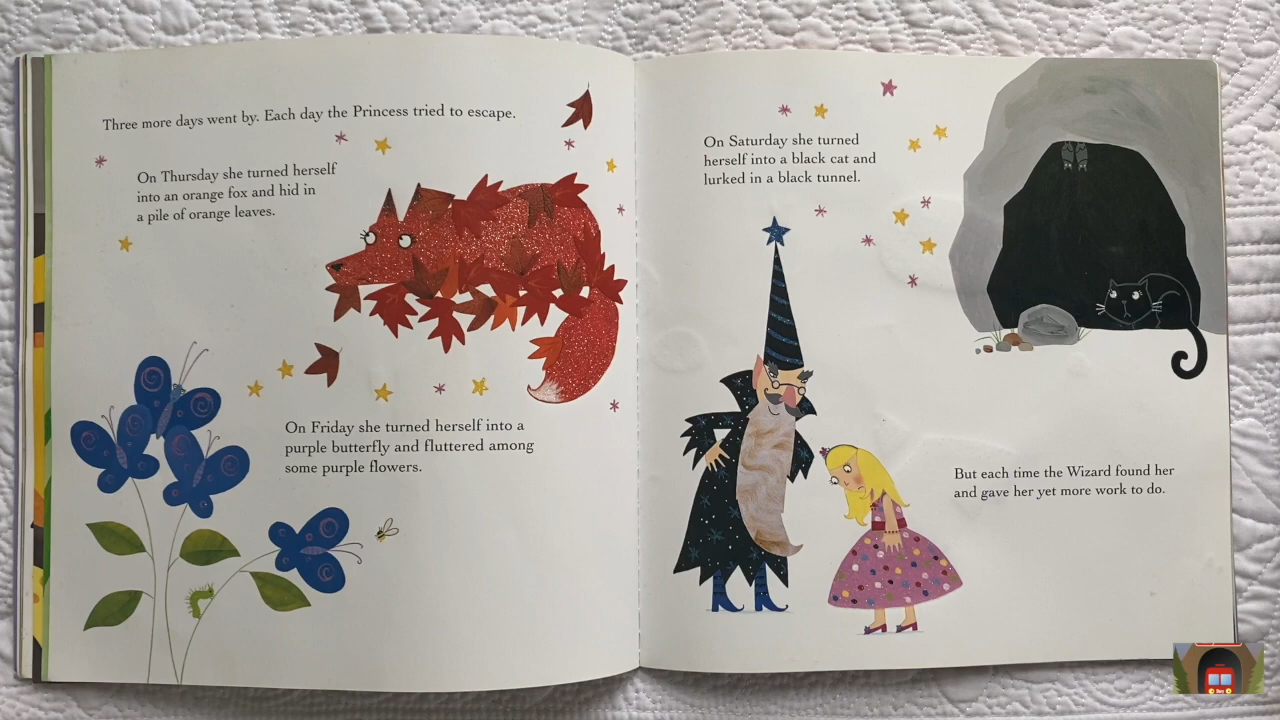 Three more days went by. Each day the Princess tried to escape.
On Thursday she turned herself
into an orange fox and hid in
a pile of orange leaves.
On Friday she turned herself into a
purple butterfly and fluttered among
some purple flowers.
On Saturday she turned
herself into a black cat and
lurked in a black tunnel.
But each time the Wizard found her
and gave her yet more work to do.